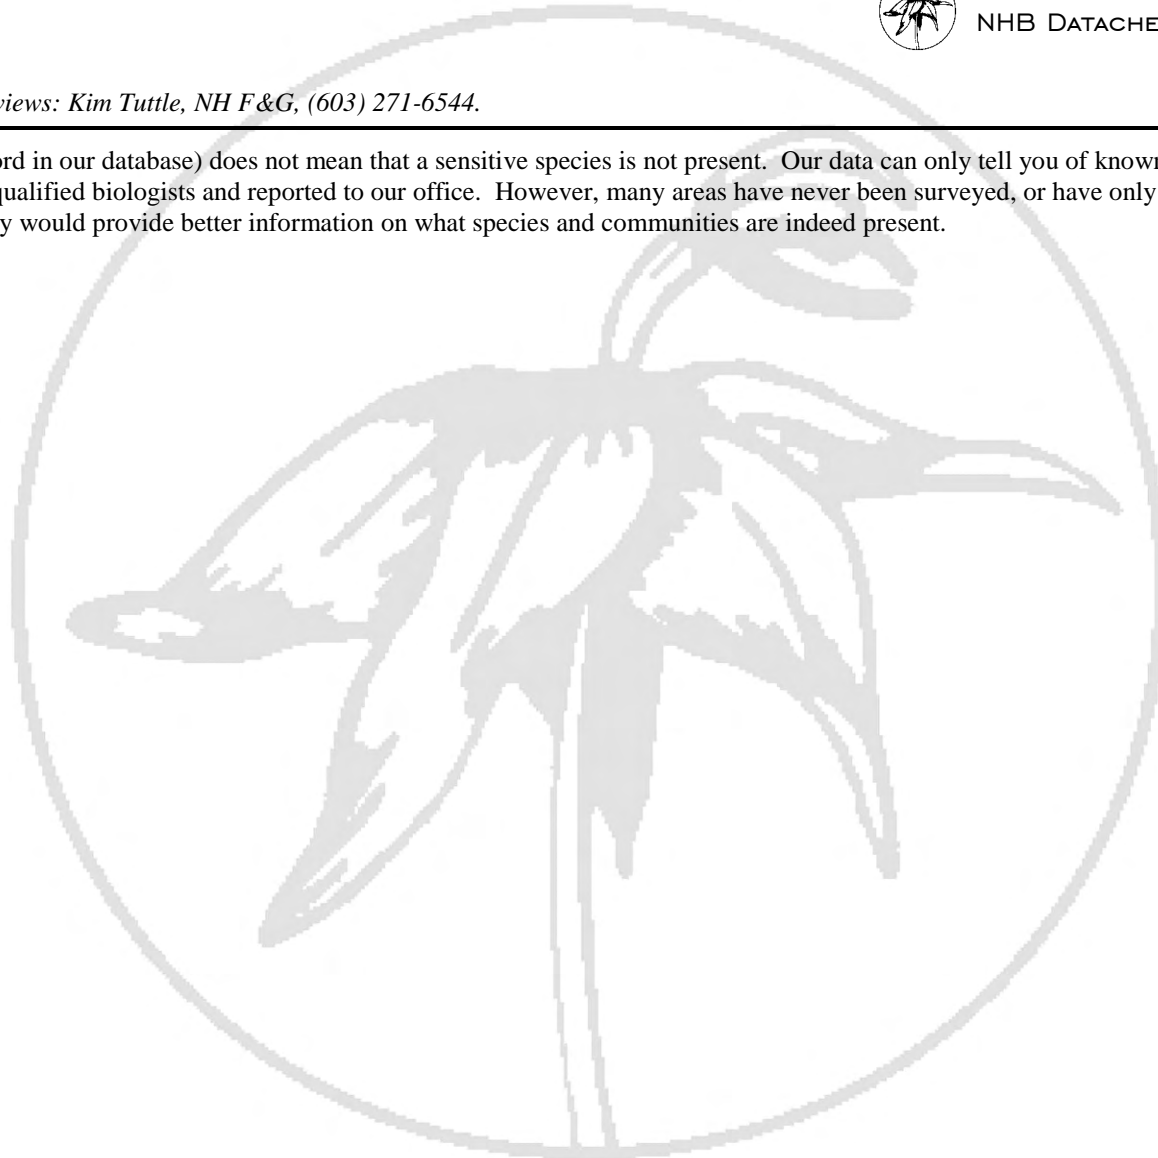 NHB DATACHE
views: Kim Tuttle, NH F&G, (603) 271-6544.
ord in our database) does not mean that a sensitive species is not present.  Our data can only tell you of known
qualified biologists and reported to our office.  However, many areas have never been surveyed, or have only
y would provide better information on what species and communities are indeed present.